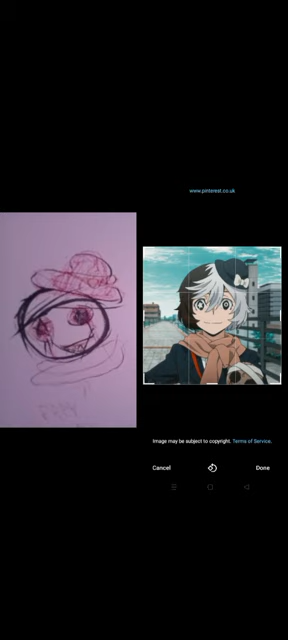 www.pinterest.co.uk
Image may be subject to copyright. Terms of Service.
Cancel
Done